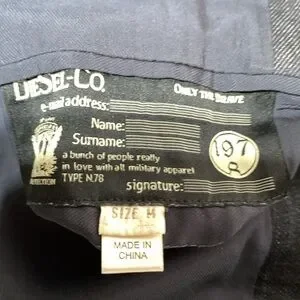 DIESEL-CO.
ONLY THE BRAVE
e-mail address:
Name:
Surname:
197
8
a bunch of people really
in love with all military apparel
TYPE N.78
signature:
SIZE M
MADE IN
CHINA